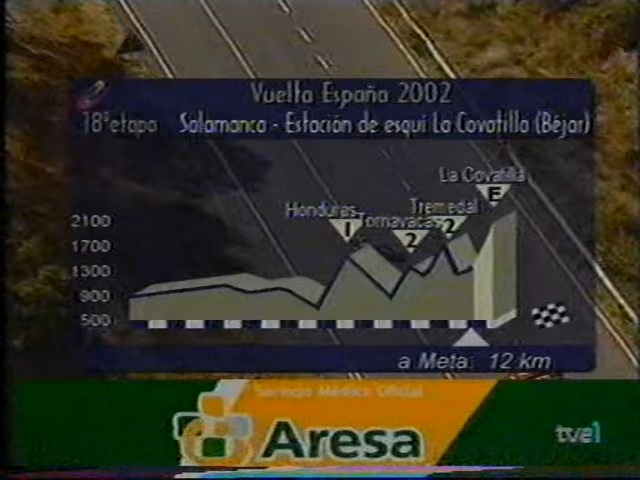 Vuelta España 2002
18ªetapa Salamanca - Estación de esquí La Covatilla (Béjar)
La Covatilla
E
Honduras
Tornavacas
Tremedal
1
2
2
2100
1700
1300
900
500
a Meta: 12 km
Servicio Médico Oficial
Aresa
tve1